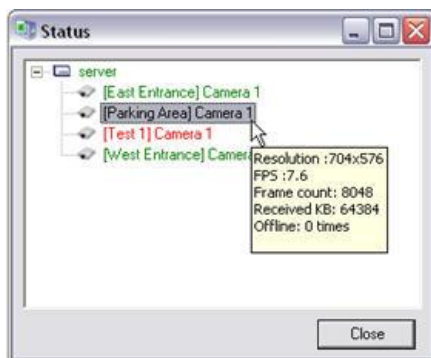 Status
server
[East Entrance] Camera 1
[Parking Area] Camera 1
[Test 1] Camera 1
[West Entrance] Camera
Resolution :704x576
FPS :7.6
Frame count: 8048
Received KB: 64384
Offline: 0 times
Close